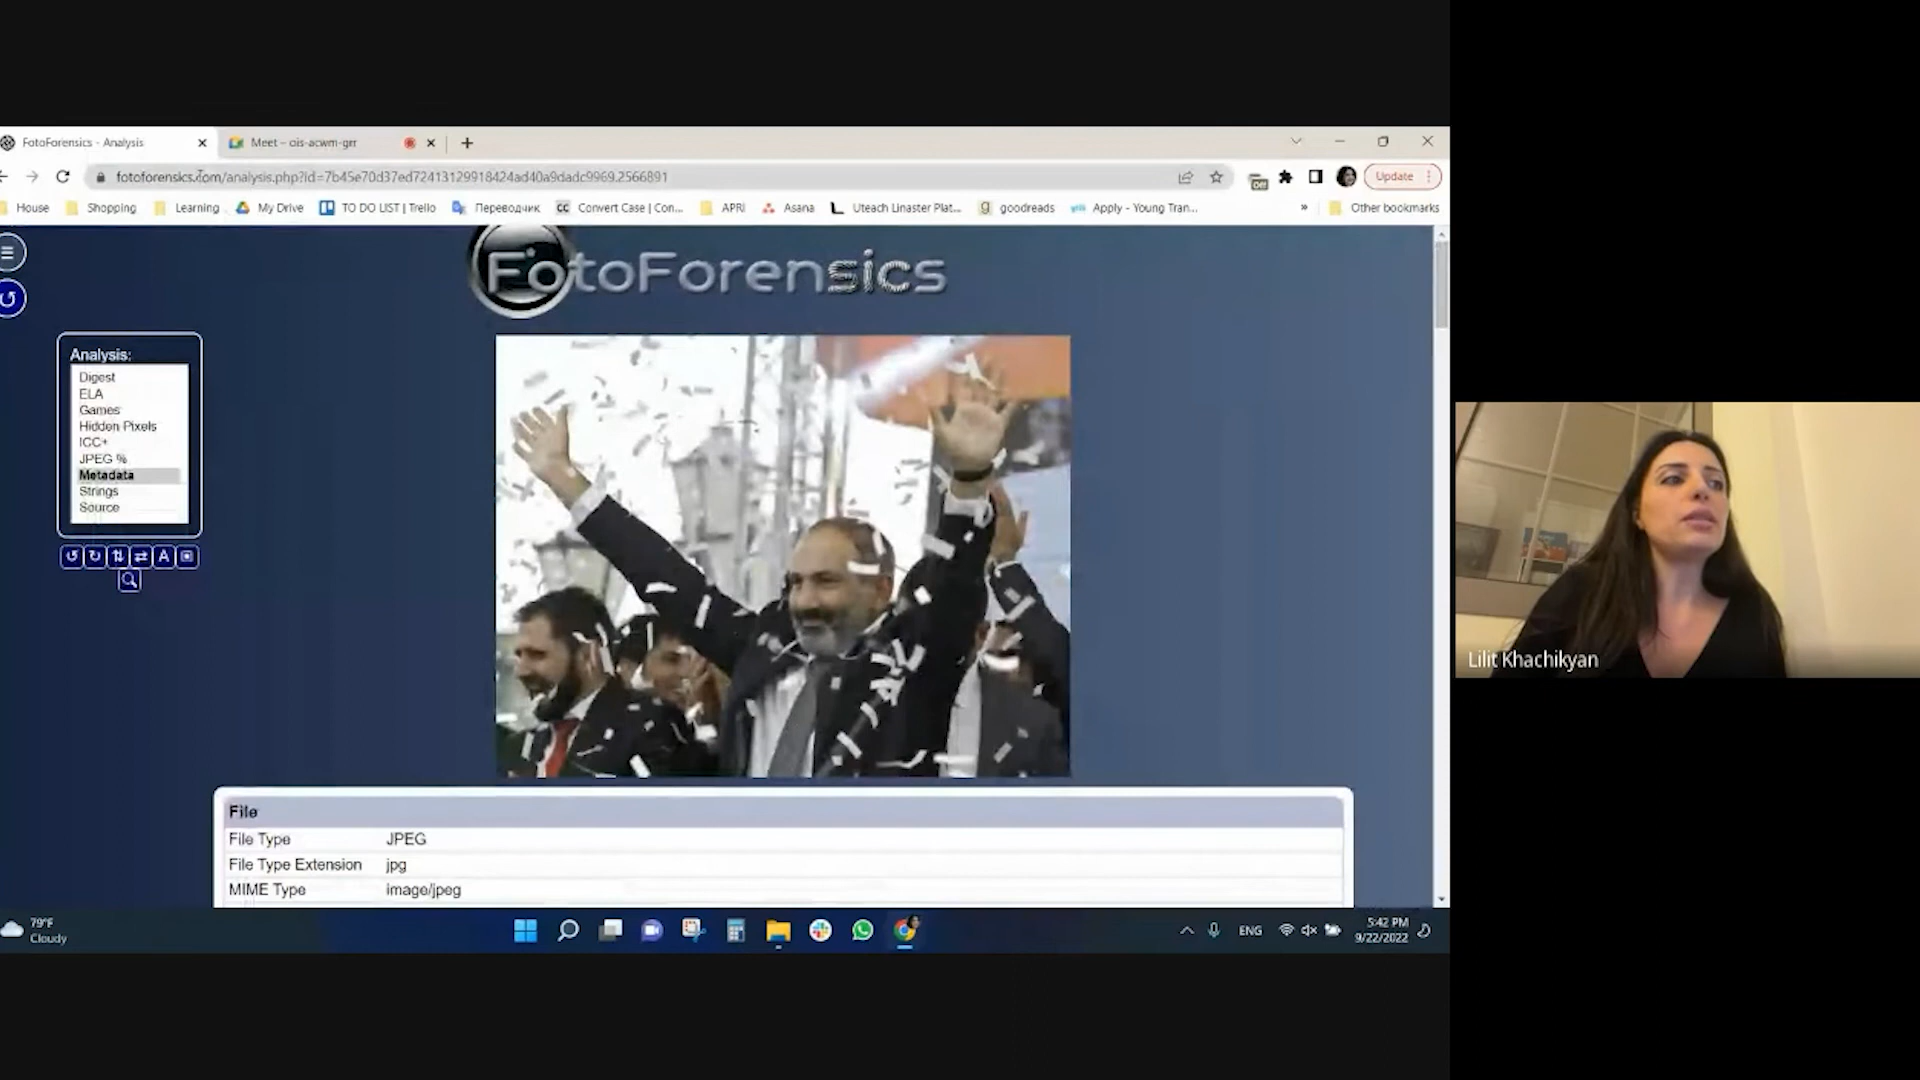 FotoForensics - Analysis
Meet – ois-acwm-grr
fotoforensics.com/analysis.php?id=7b45e70d37ed72413129918424ad40a9dadc9969.2566891
Off
Update
House
Shopping
Learning
My Drive
TO DO LIST | Trello
Переводчик
CC Convert Case | Con...
APRI
Asana
Uteach Linaster Plat...
goodreads
Apply - Young Tran...
»
Other bookmarks
FotoForensics
Analysis:
Digest
ELA
Games
Hidden Pixels
ICC+
JPEG %
Metadata
Strings
Source
A
Lilit Khachikyan
File
File Type JPEG
File Type Extension jpg
MIME Type image/jpeg
79°F
Cloudy
ENG
5:42 PM
9/22/2022